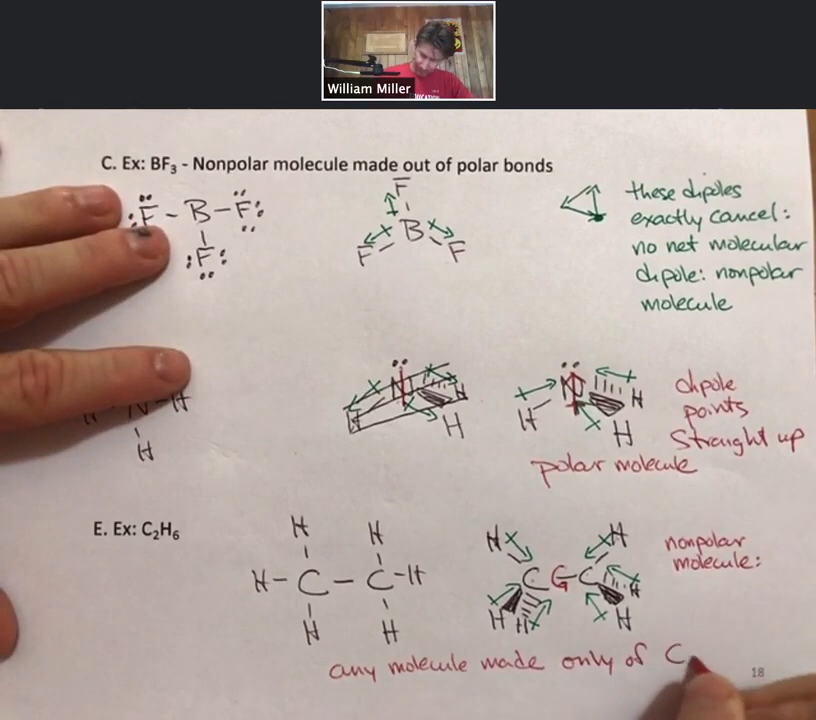 William Miller
C. Ex: BF₃ - Nonpolar molecule made out of polar bonds
:F̈ - B - F̈:
:F:
F
B
F F
these dipoles
exactly cancel:
no net molecular
dipole: nonpolar
molecule
N - H
H
N H
H
N H
H H
dipole
points
straight up
polar molecule
E. Ex: C₂H₆
H H
H - C - C - H
H H
H H
C G C H
H H H
nonpolar
molecule:
any molecule made only of C
18